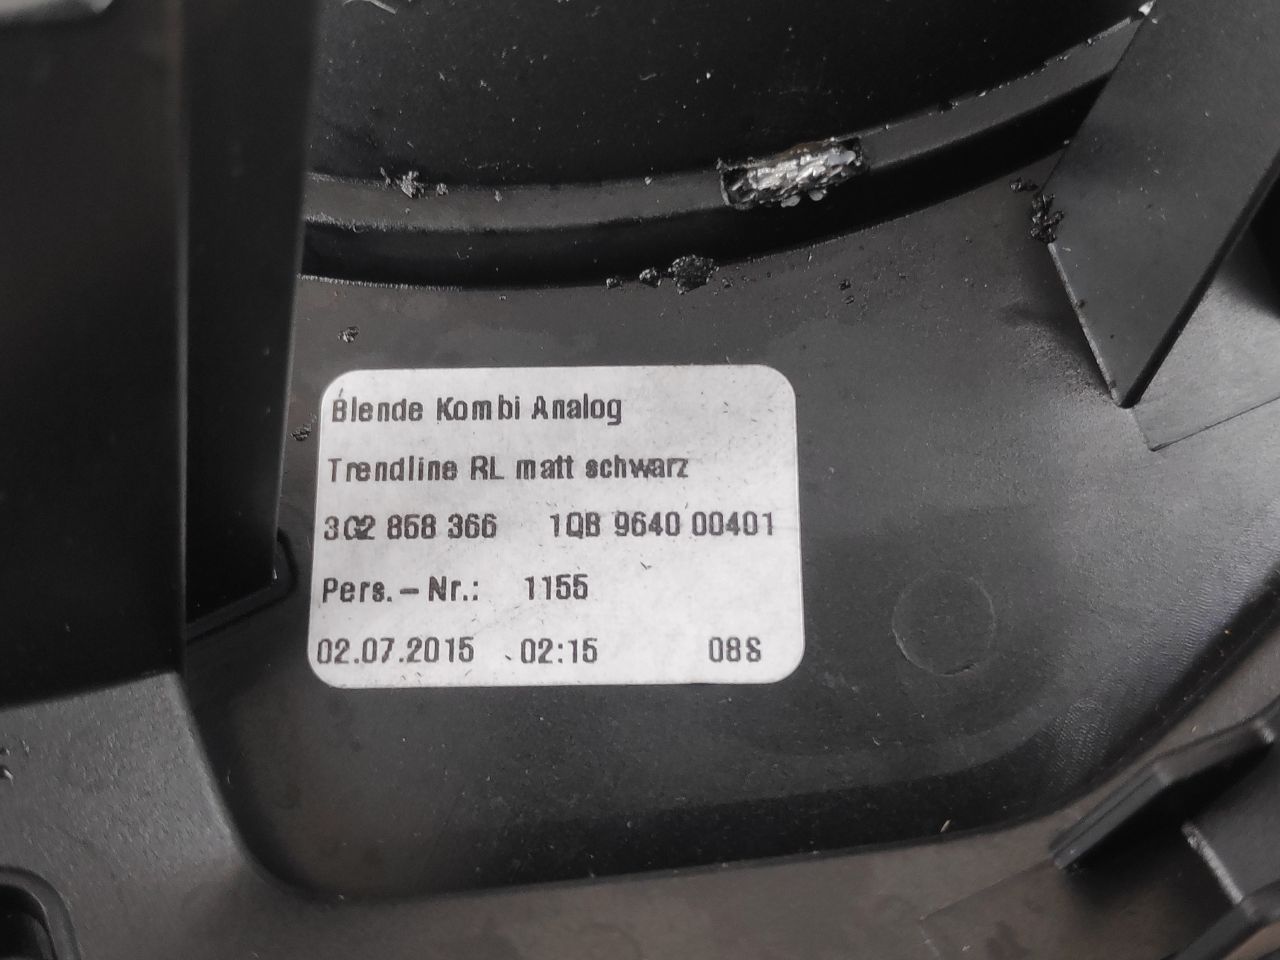 Blende Kombi Analog
Trendline RL matt schwarz
3G2 858 366 1QB 9640 00401
Pers.-Nr.: 1155
02.07.2015 02:15 08S